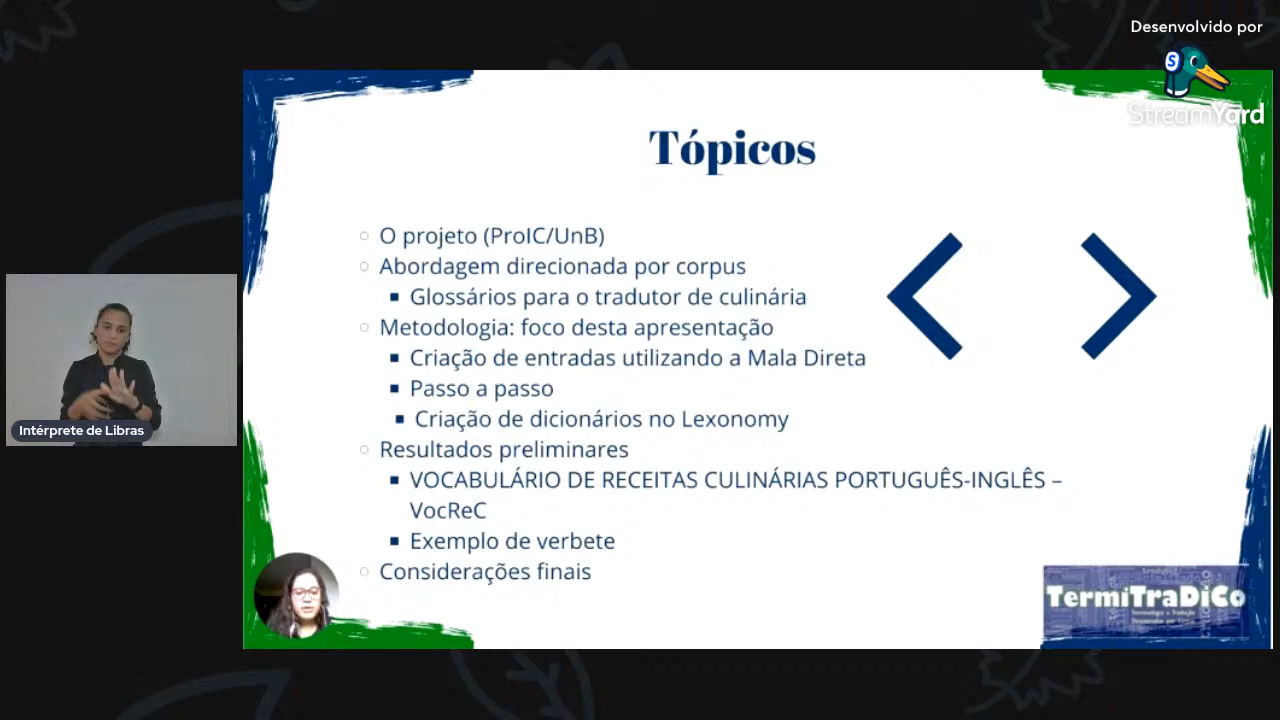 Desenvolvido por
StreamYard
Tópicos
O projeto (ProIC/UnB)
Abordagem direcionada por corpus
Glossários para o tradutor de culinária
Metodologia: foco desta apresentação
Criação de entradas utilizando a Mala Direta
Passo a passo
Criação de dicionários no Lexonomy
Resultados preliminares
VOCABULÁRIO DE RECEITAS CULINÁRIAS PORTUGUÊS-INGLÊS –
VocReC
Exemplo de verbete
Considerações finais
Intérprete de Libras
TermiTraDiCo